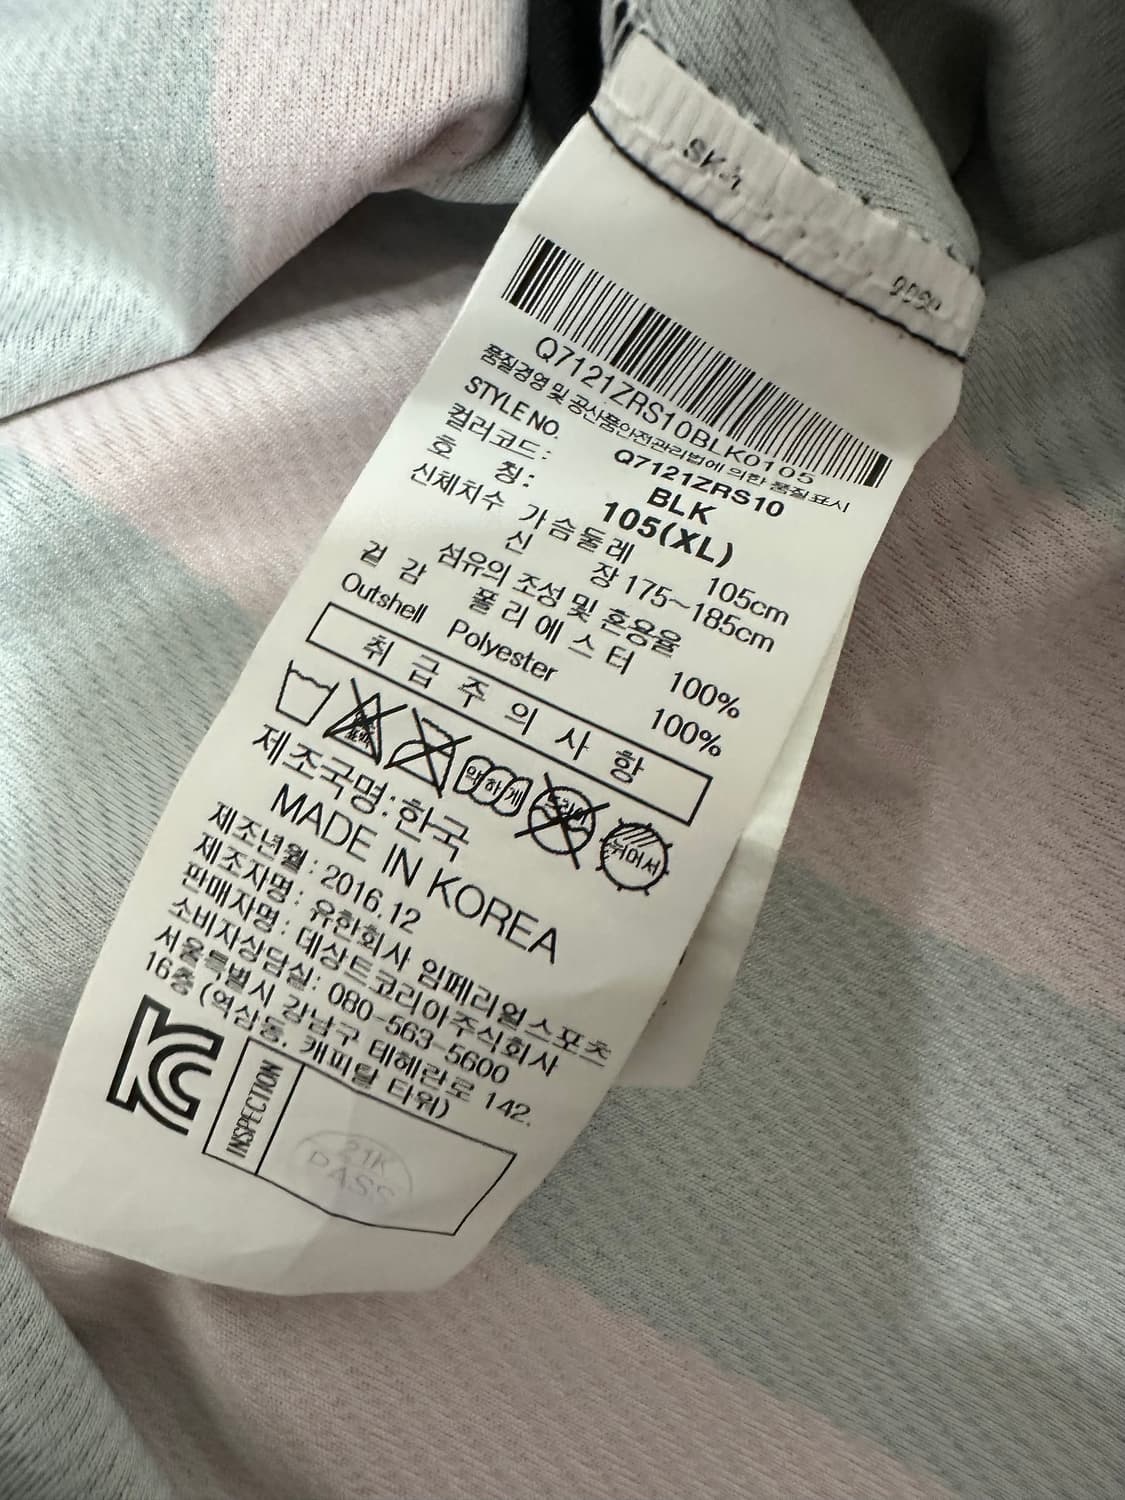 Q7121ZRS10BLK0105
품질경영 및 공산품안전관리법에 의한 품질표시
STYLE NO. Q7121ZRS10
컬러코드: BLK
호 칭: 105(XL)
신체치수 가슴둘레 105cm
신 장 175~185cm
섬유의 조성 및 혼용율
겉 감 폴리에스터 100%
Outshell Polyester 100%
취 급 주 의 사 항
약하게 드라이 뉘어서
제조국명:한국
MADE IN KOREA
제조년월: 2016.12
제조자명: 유한회사 임페리얼스포츠
판매자명: 데상트코리아주식회사
소비자상담실: 080-563-5600
서울특별시 강남구 테헤란로 142.
16층 (역삼동, 캐피탈 타워)
INSPECTION
21K
PASS